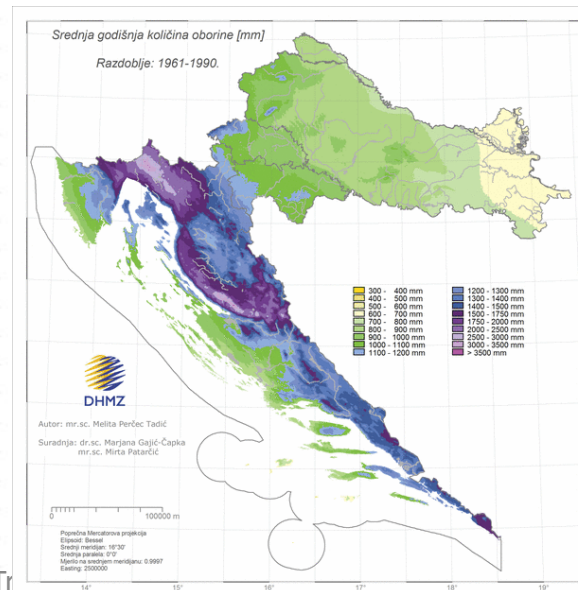 Srednja godišnja količina oborine [mm]
Razdoblje: 1961-1990.
300 - 400 mm
400 - 500 mm
500 - 600 mm
600 - 700 mm
700 - 800 mm
800 - 900 mm
900 - 1000 mm
1000 - 1100 mm
1100 - 1200 mm
1200 - 1300 mm
1300 - 1400 mm
1400 - 1500 mm
1500 - 1750 mm
1750 - 2000 mm
2000 - 2500 mm
2500 - 3000 mm
3000 - 3500 mm
> 3500 mm
DHMZ
Autor: mr.sc. Melita Perčec Tadić
Suradnja: dr.sc. Marjana Gajić-Čapka
mr.sc. Mirta Patarčić
0
100000 m
Poprečna Mercatorova projekcija
Elipsoid: Bessel
Srednji meridijan: 16°30'
Srednja paralela: 0°0'
Mjerilo na srednjem meridijanu: 0.9997
Easting: 2500000
Tr
14° 15° 16° 17° 18° 19°